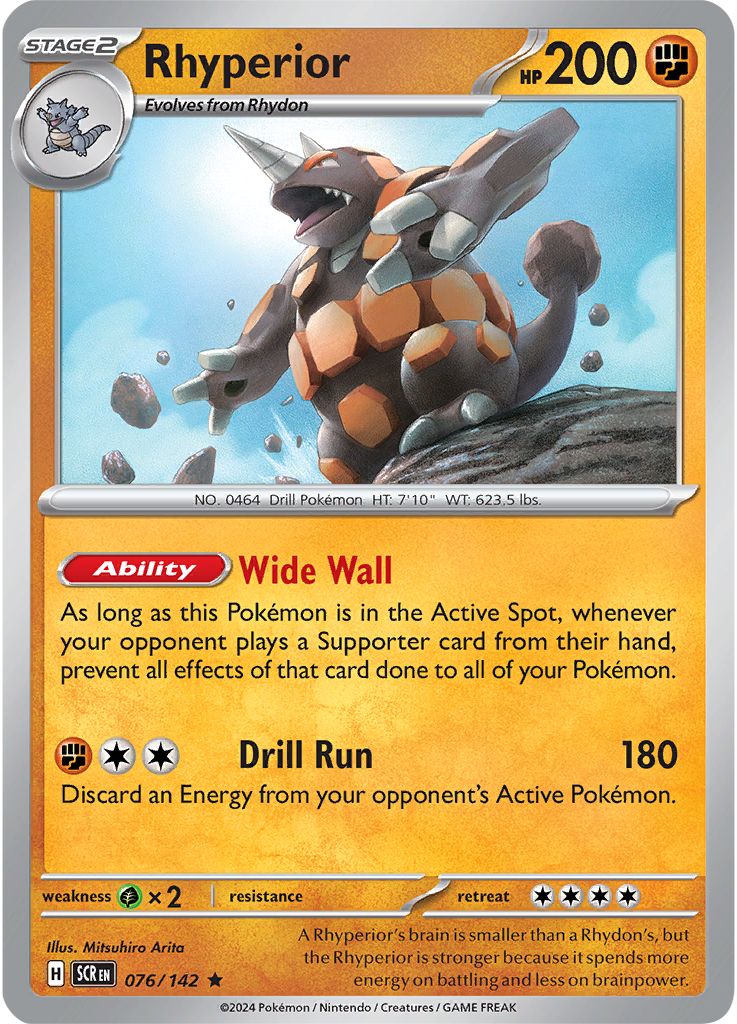 STAGE2
Rhyperior
HP 200
Evolves from Rhydon
NO. 0464 Drill Pokémon HT: 7'10" WT: 623.5 lbs.
Ability Wide Wall
As long as this Pokémon is in the Active Spot, whenever
your opponent plays a Supporter card from their hand,
prevent all effects of that card done to all of your Pokémon.
Drill Run 180
Discard an Energy from your opponent's Active Pokémon.
weakness ×2 resistance retreat
Illus. Mitsuhiro Arita
A Rhyperior's brain is smaller than a Rhydon's, but
the Rhyperior is stronger because it spends more
energy on battling and less on brainpower.
H SCR EN 076/142 ★
©2024 Pokémon / Nintendo / Creatures / GAME FREAK